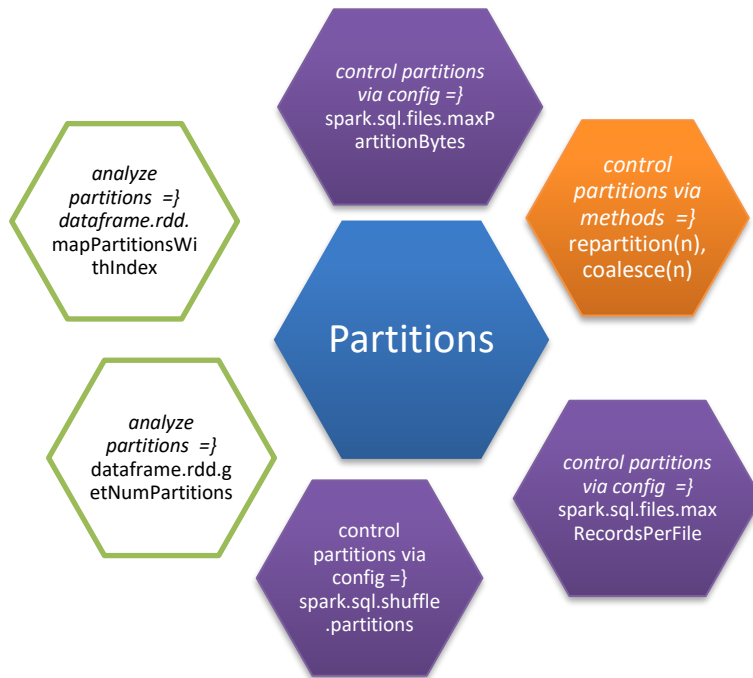 control partitions
via config =}
spark.sql.files.maxP
artitionBytes
analyze
partitions =}
dataframe.rdd.
mapPartitionsWi
thIndex
control
partitions via
methods =}
repartition(n),
coalesce(n)
Partitions
analyze
partitions =}
dataframe.rdd.g
etNumPartitions
control partitions
via config =}
spark.sql.files.max
RecordsPerFile
control
partitions via
config =}
spark.sql.shuffle
.partitions